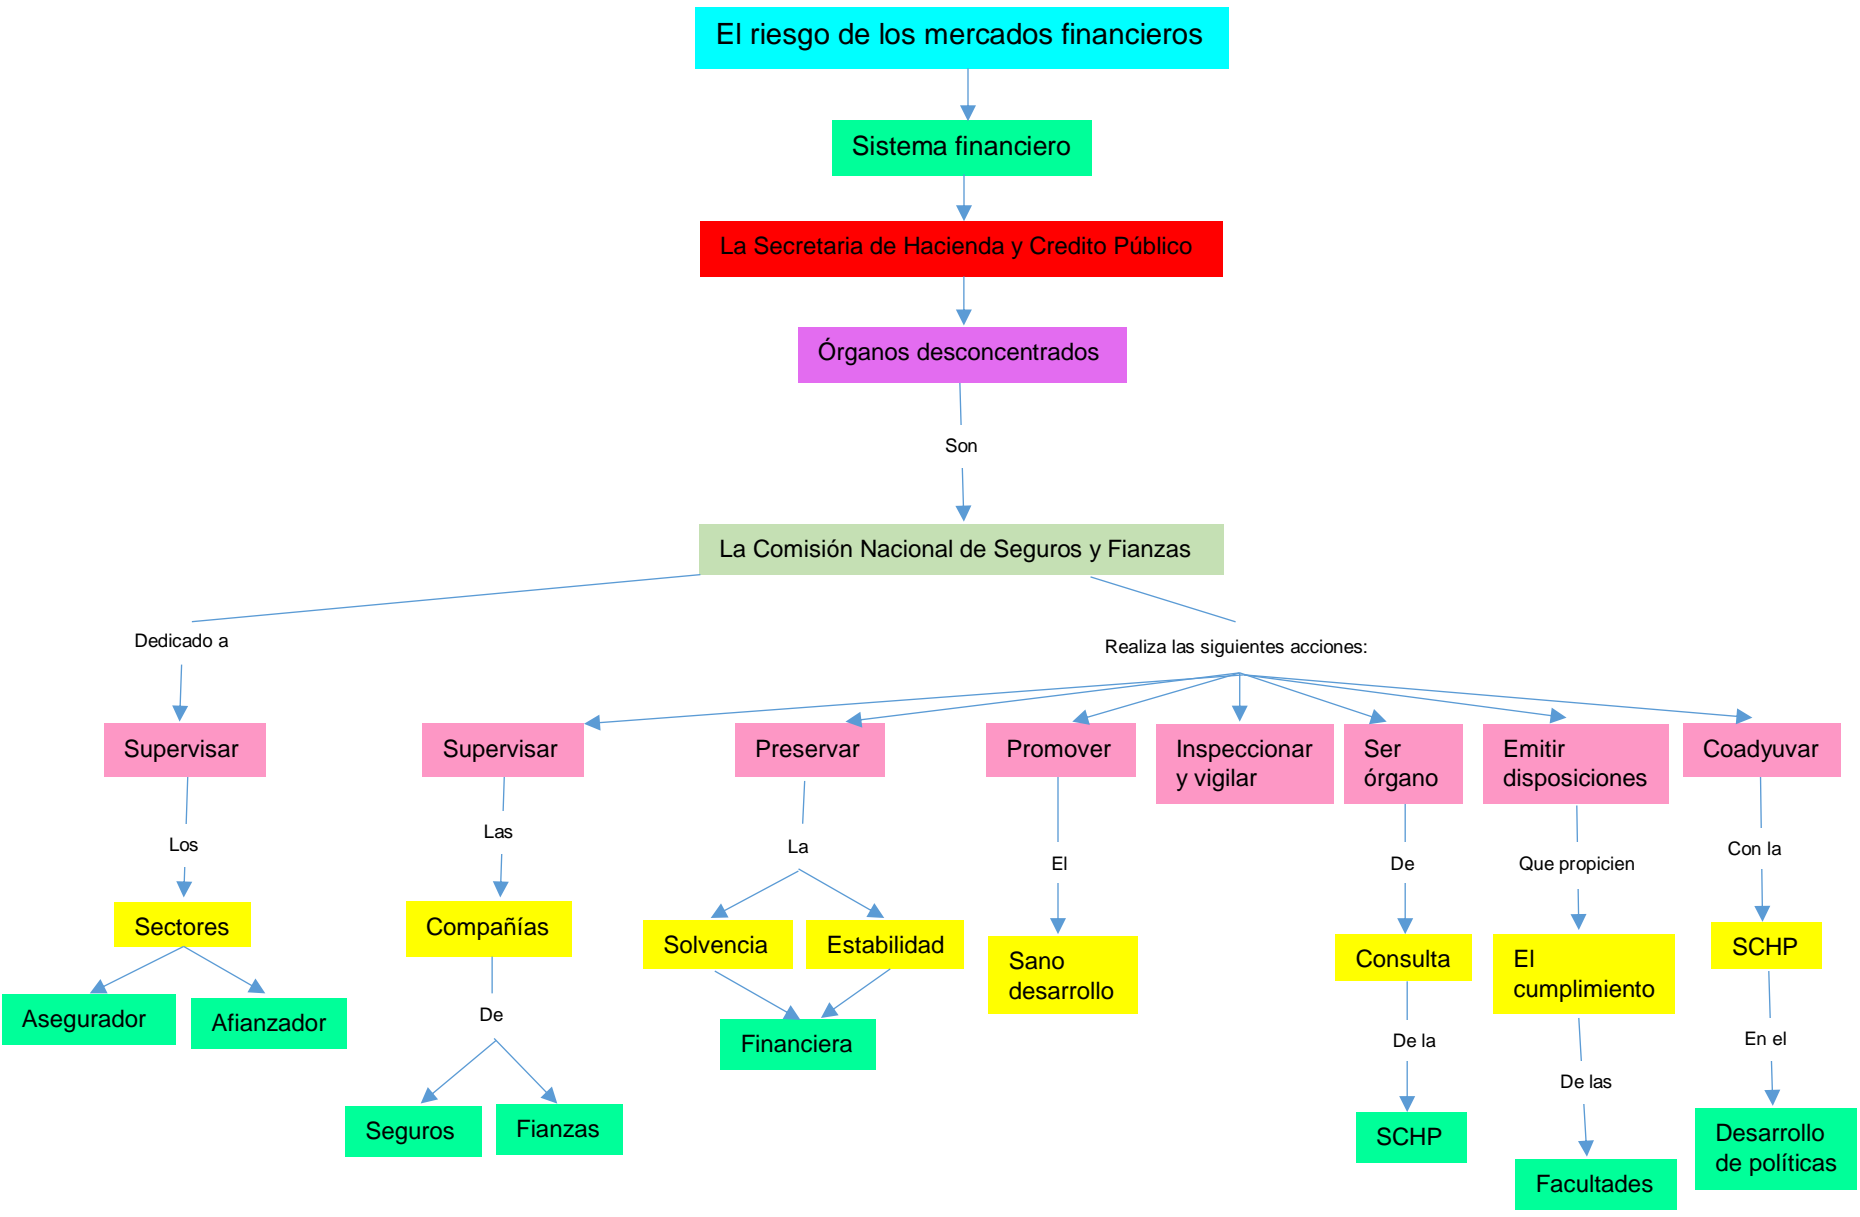 El riesgo de los mercados financieros
Sistema financiero
La Secretaria de Hacienda y Credito Público
Órganos desconcentrados
Son
La Comisión Nacional de Seguros y Fianzas
Dedicado a
Realiza las siguientes acciones:
Supervisar
Supervisar
Preservar
Promover
Inspeccionar
y vigilar
Ser
órgano
Emitir
disposiciones
Coadyuvar
Los
Las
La
El
De
Que propicien
Con la
Sectores
Compañías
Solvencia
Estabilidad
Sano
desarrollo
Consulta
El
cumplimiento
SCHP
Asegurador
Afianzador
De
Financiera
De la
De las
En el
Seguros
Fianzas
SCHP
Facultades
Desarrollo
de políticas